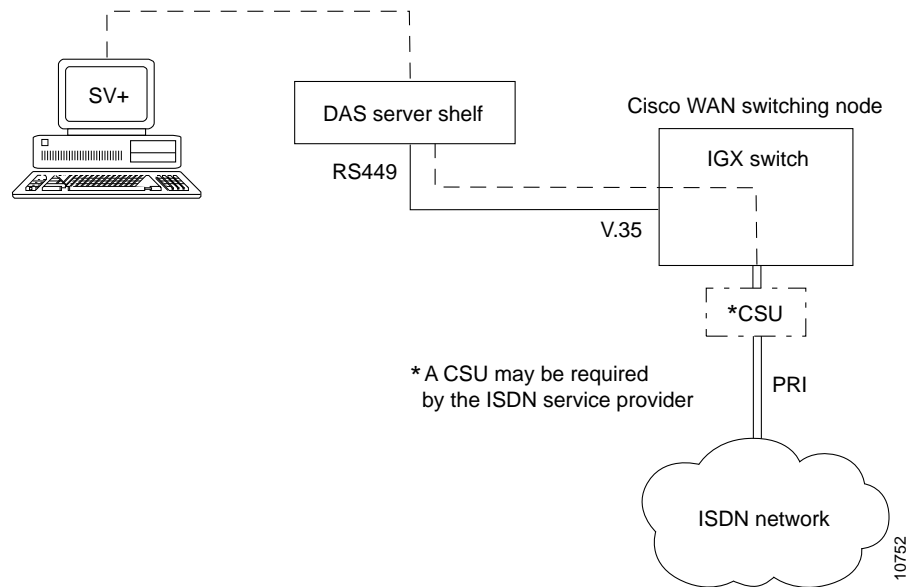 SV+
DAS server shelf
Cisco WAN switching node
IGX switch
RS449
V.35
*CSU
* A CSU may be required
by the ISDN service provider
PRI
ISDN network
10752